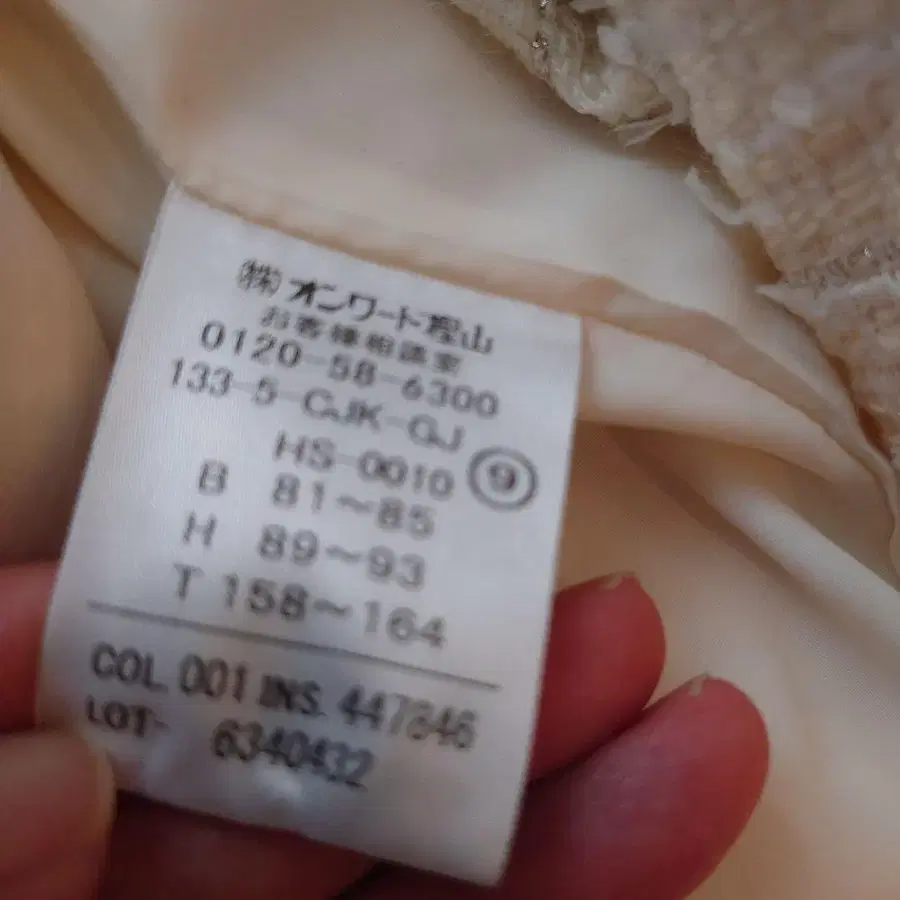 ㈱オンワード樫山
お客様相談室
0120-58-6300
133-5-CJK-GJ
HS-0010 ⑨
B 81~85
H 89~93
T 158~164
COL 001 INS. 447846
LOT- 6340432